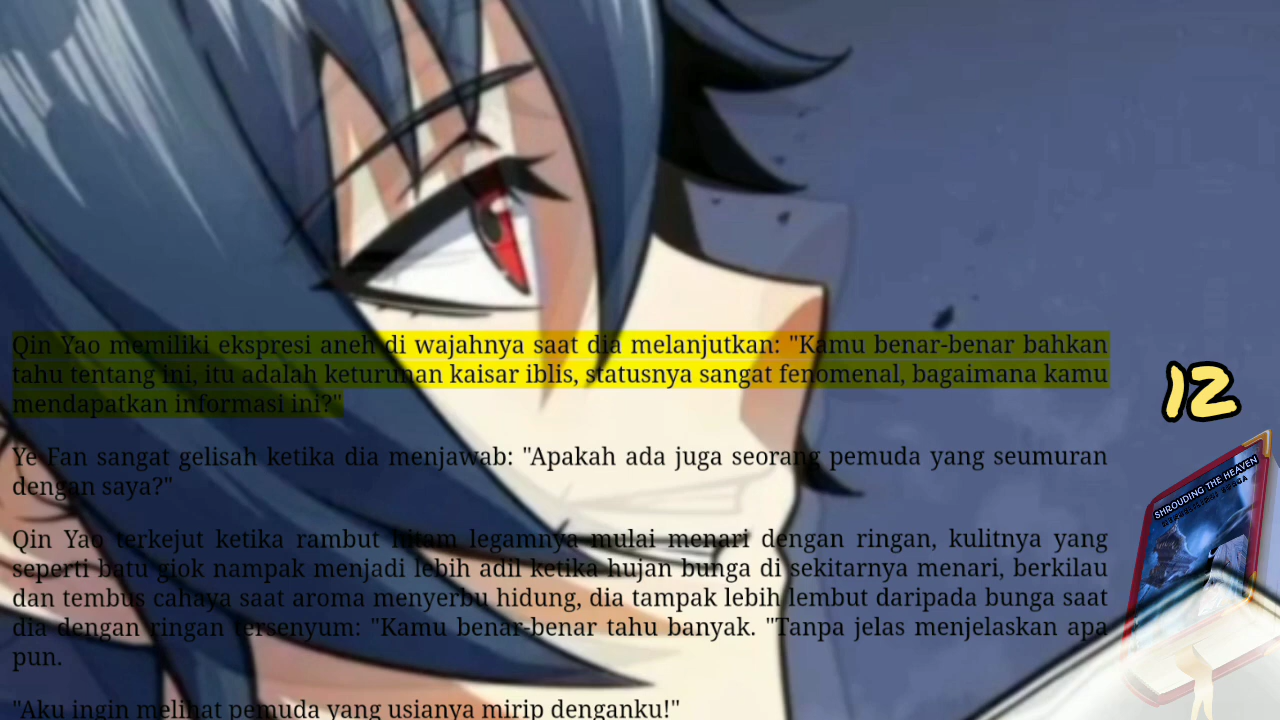 Qin Yao memiliki ekspresi aneh di wajahnya saat dia melanjutkan: "Kamu benar-benar bahkan
tahu tentang ini, itu adalah keturunan kaisar iblis, statusnya sangat fenomenal, bagaimana kamu
mendapatkan informasi ini?"
Ye Fan sangat gelisah ketika dia menjawab: "Apakah ada juga seorang pemuda yang seumuran
dengan saya?"
Qin Yao terkejut ketika rambut hitam legamnya mulai menari dengan ringan, kulitnya yang
seperti batu giok nampak menjadi lebih adil ketika hujan bunga di sekitarnya menari, berkilau
dan tembus cahaya saat aroma menyerbu hidung, dia tampak lebih lembut daripada bunga saat
dia dengan ringan tersenyum: "Kamu benar-benar tahu banyak. "Tanpa jelas menjelaskan apa
pun.
"Aku ingin melihat pemuda yang usianya mirip denganku!"
12
SHROUDING THE HEAVEN